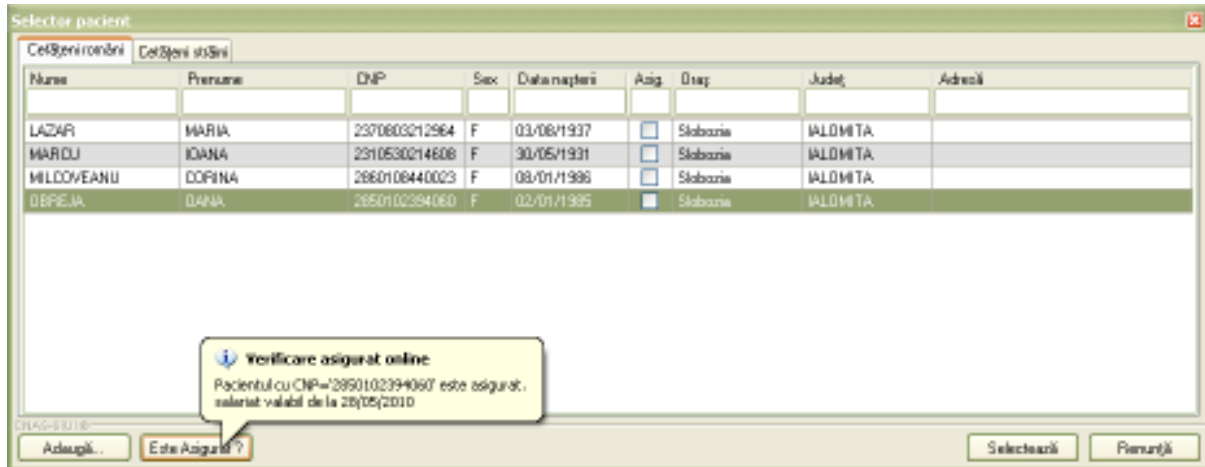 Selector pacient
Cetățeni români Cetățeni străini
Nume Prenume CNP Sex Data nașterii Asig. Oraș Județ Adresă
LAZAR MARIA 2370803212964 F 03/08/1937 Slobozia IALOMITA
MARCU IOANA 2310530214608 F 30/05/1931 Slobozia IALOMITA
MILCOVEANU CORINA 2860108440023 F 08/01/1986 Slobozia IALOMITA
OBREJA OANA 2850102394060 F 02/01/1985 Slobozia IALOMITA
Verificare asigurat online
Pacientul cu CNP='2850102394060' este asigurat.
salariat valabil de la 28/05/2010
CNAS-SIUI©
Adaugă... Este Asigurat ? Selectează Renunță